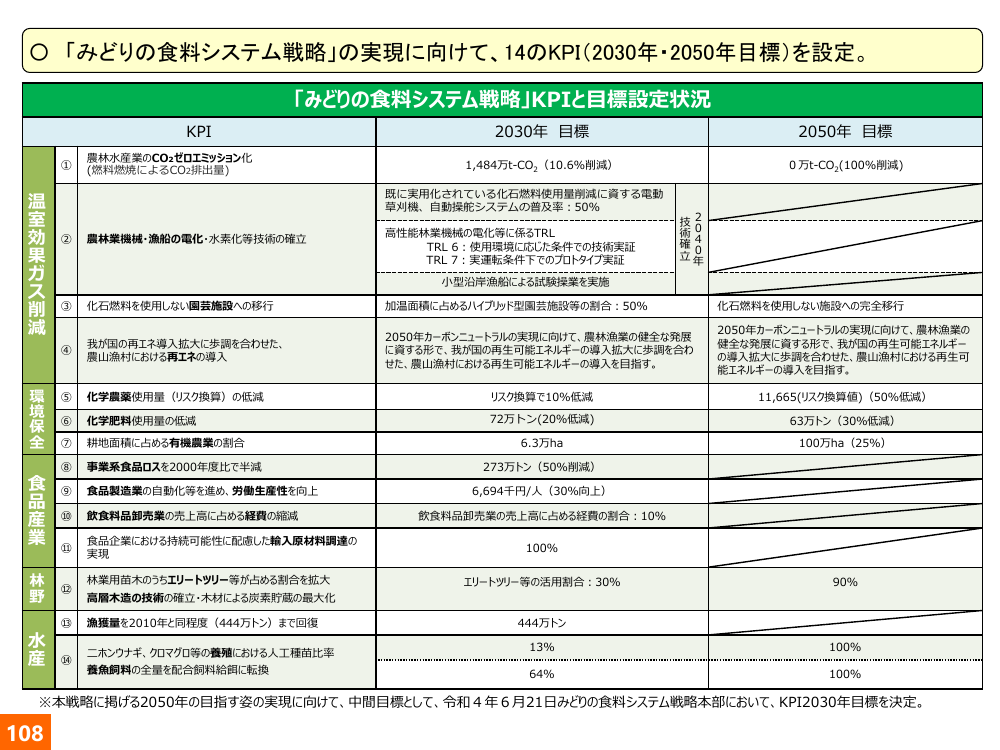 ○ 「みどりの食料システム戦略」の実現に向けて、14のKPI（2030年・2050年目標）を設定。
「みどりの食料システム戦略」KPIと目標設定状況
KPI
2030年 目標
2050年 目標
温室効果ガス削減
①
農林水産業のCO₂ゼロエミッション化
(燃料燃焼によるCO2排出量)
1,484万t-CO₂（10.6%削減）
0万t-CO₂(100%削減)
②
農林業機械・漁船の電化・水素化等技術の確立
既に実用化されている化石燃料使用量削減に資する電動
草刈機、自動操舵システムの普及率：50%
高性能林業機械の電化等に係るTRL
TRL 6：使用環境に応じた条件での技術実証
TRL 7：実運転条件下でのプロトタイプ実証
小型沿岸漁船による試験操業を実施
2040年
技術確立
③
化石燃料を使用しない園芸施設への移行
加温面積に占めるハイブリッド型園芸施設等の割合：50%
化石燃料を使用しない施設への完全移行
④
我が国の再エネ導入拡大に歩調を合わせた、
農山漁村における再エネの導入
2050年カーボンニュートラルの実現に向けて、農林漁業の健全な発展
に資する形で、我が国の再生可能エネルギーの導入拡大に歩調を合わ
せた、農山漁村における再生可能エネルギーの導入を目指す。
2050年カーボンニュートラルの実現に向けて、農林漁業の
健全な発展に資する形で、我が国の再生可能エネルギー
の導入拡大に歩調を合わせた、農山漁村における再生可
能エネルギーの導入を目指す。
環境保全
⑤
化学農薬使用量（リスク換算）の低減
リスク換算で10%低減
11,665(リスク換算値)（50%低減）
⑥
化学肥料使用量の低減
72万トン(20%低減)
63万トン（30%低減）
⑦
耕地面積に占める有機農業の割合
6.3万ha
100万ha（25%）
食品産業
⑧
事業系食品ロスを2000年度比で半減
273万トン（50%削減）
⑨
食品製造業の自動化等を進め、労働生産性を向上
6,694千円/人（30%向上）
⑩
飲食料品卸売業の売上高に占める経費の縮減
飲食料品卸売業の売上高に占める経費の割合：10%
⑪
食品企業における持続可能性に配慮した輸入原材料調達の
実現
100%
林野
⑫
林業用苗木のうちエリートツリー等が占める割合を拡大
高層木造の技術の確立・木材による炭素貯蔵の最大化
エリートツリー等の活用割合：30%
90%
水産
⑬
漁獲量を2010年と同程度（444万トン）まで回復
444万トン
⑭
ニホンウナギ、クロマグロ等の養殖における人工種苗比率
養魚飼料の全量を配合飼料給餌に転換
13%
100%
64%
100%
※本戦略に掲げる2050年の目指す姿の実現に向けて、中間目標として、令和４年６月21日みどりの食料システム戦略本部において、KPI2030年目標を決定。
108